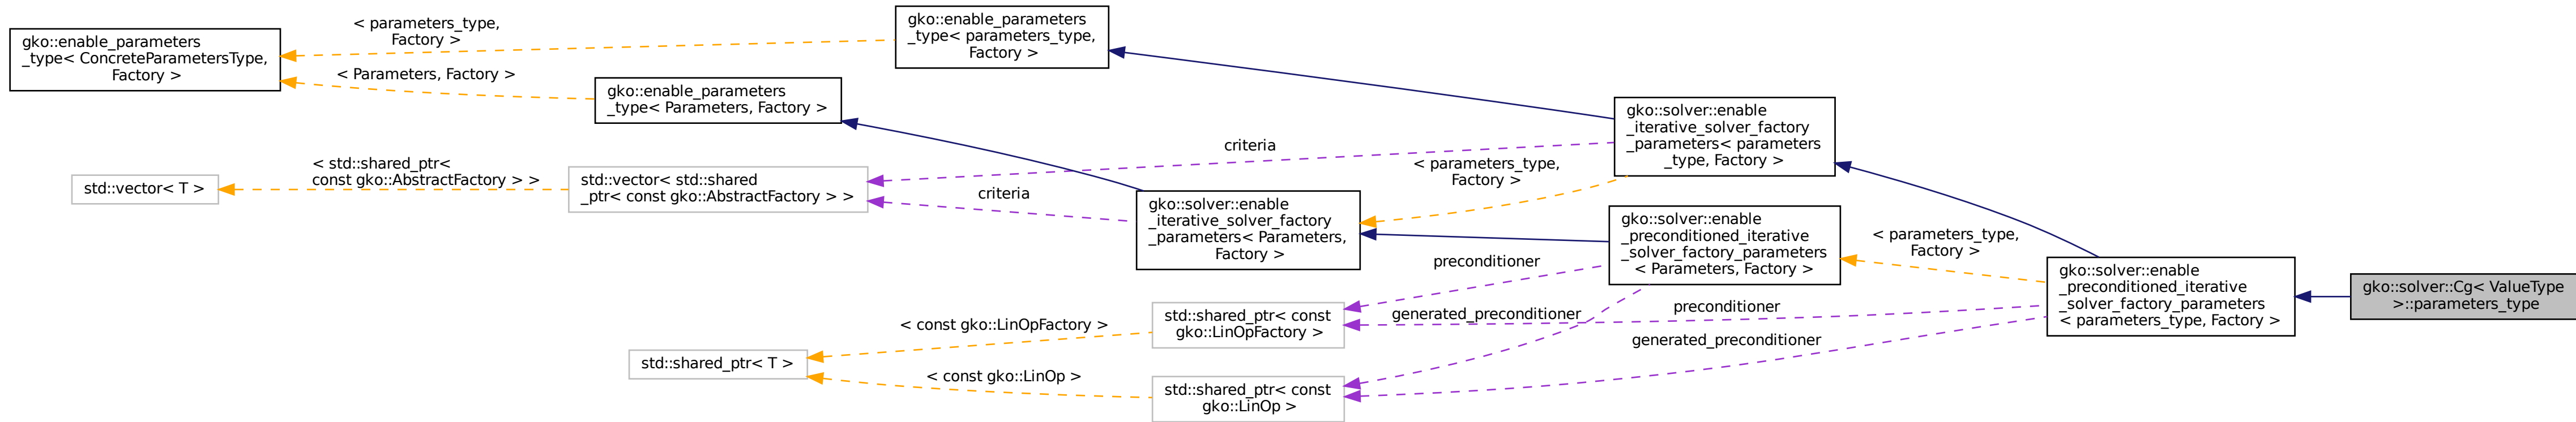 gko::enable_parameters
_type< ConcreteParametersType,
Factory >
< parameters_type,
Factory >
< Parameters, Factory >
gko::enable_parameters
_type< parameters_type,
Factory >
gko::enable_parameters
_type< Parameters, Factory >
std::vector< T >
< std::shared_ptr<
const gko::AbstractFactory > >
std::vector< std::shared
_ptr< const gko::AbstractFactory > >
criteria
criteria
gko::solver::enable
_iterative_solver_factory
_parameters< Parameters,
Factory >
< parameters_type,
Factory >
gko::solver::enable
_iterative_solver_factory
_parameters< parameters
_type, Factory >
gko::solver::enable
_preconditioned_iterative
_solver_factory_parameters
< Parameters, Factory >
< parameters_type,
Factory >
gko::solver::enable
_preconditioned_iterative
_solver_factory_parameters
< parameters_type, Factory >
gko::solver::Cg< ValueType
>::parameters_type
preconditioner
generated_preconditioner
preconditioner
generated_preconditioner
std::shared_ptr< const
gko::LinOpFactory >
std::shared_ptr< const
gko::LinOp >
< const gko::LinOpFactory >
< const gko::LinOp >
std::shared_ptr< T >